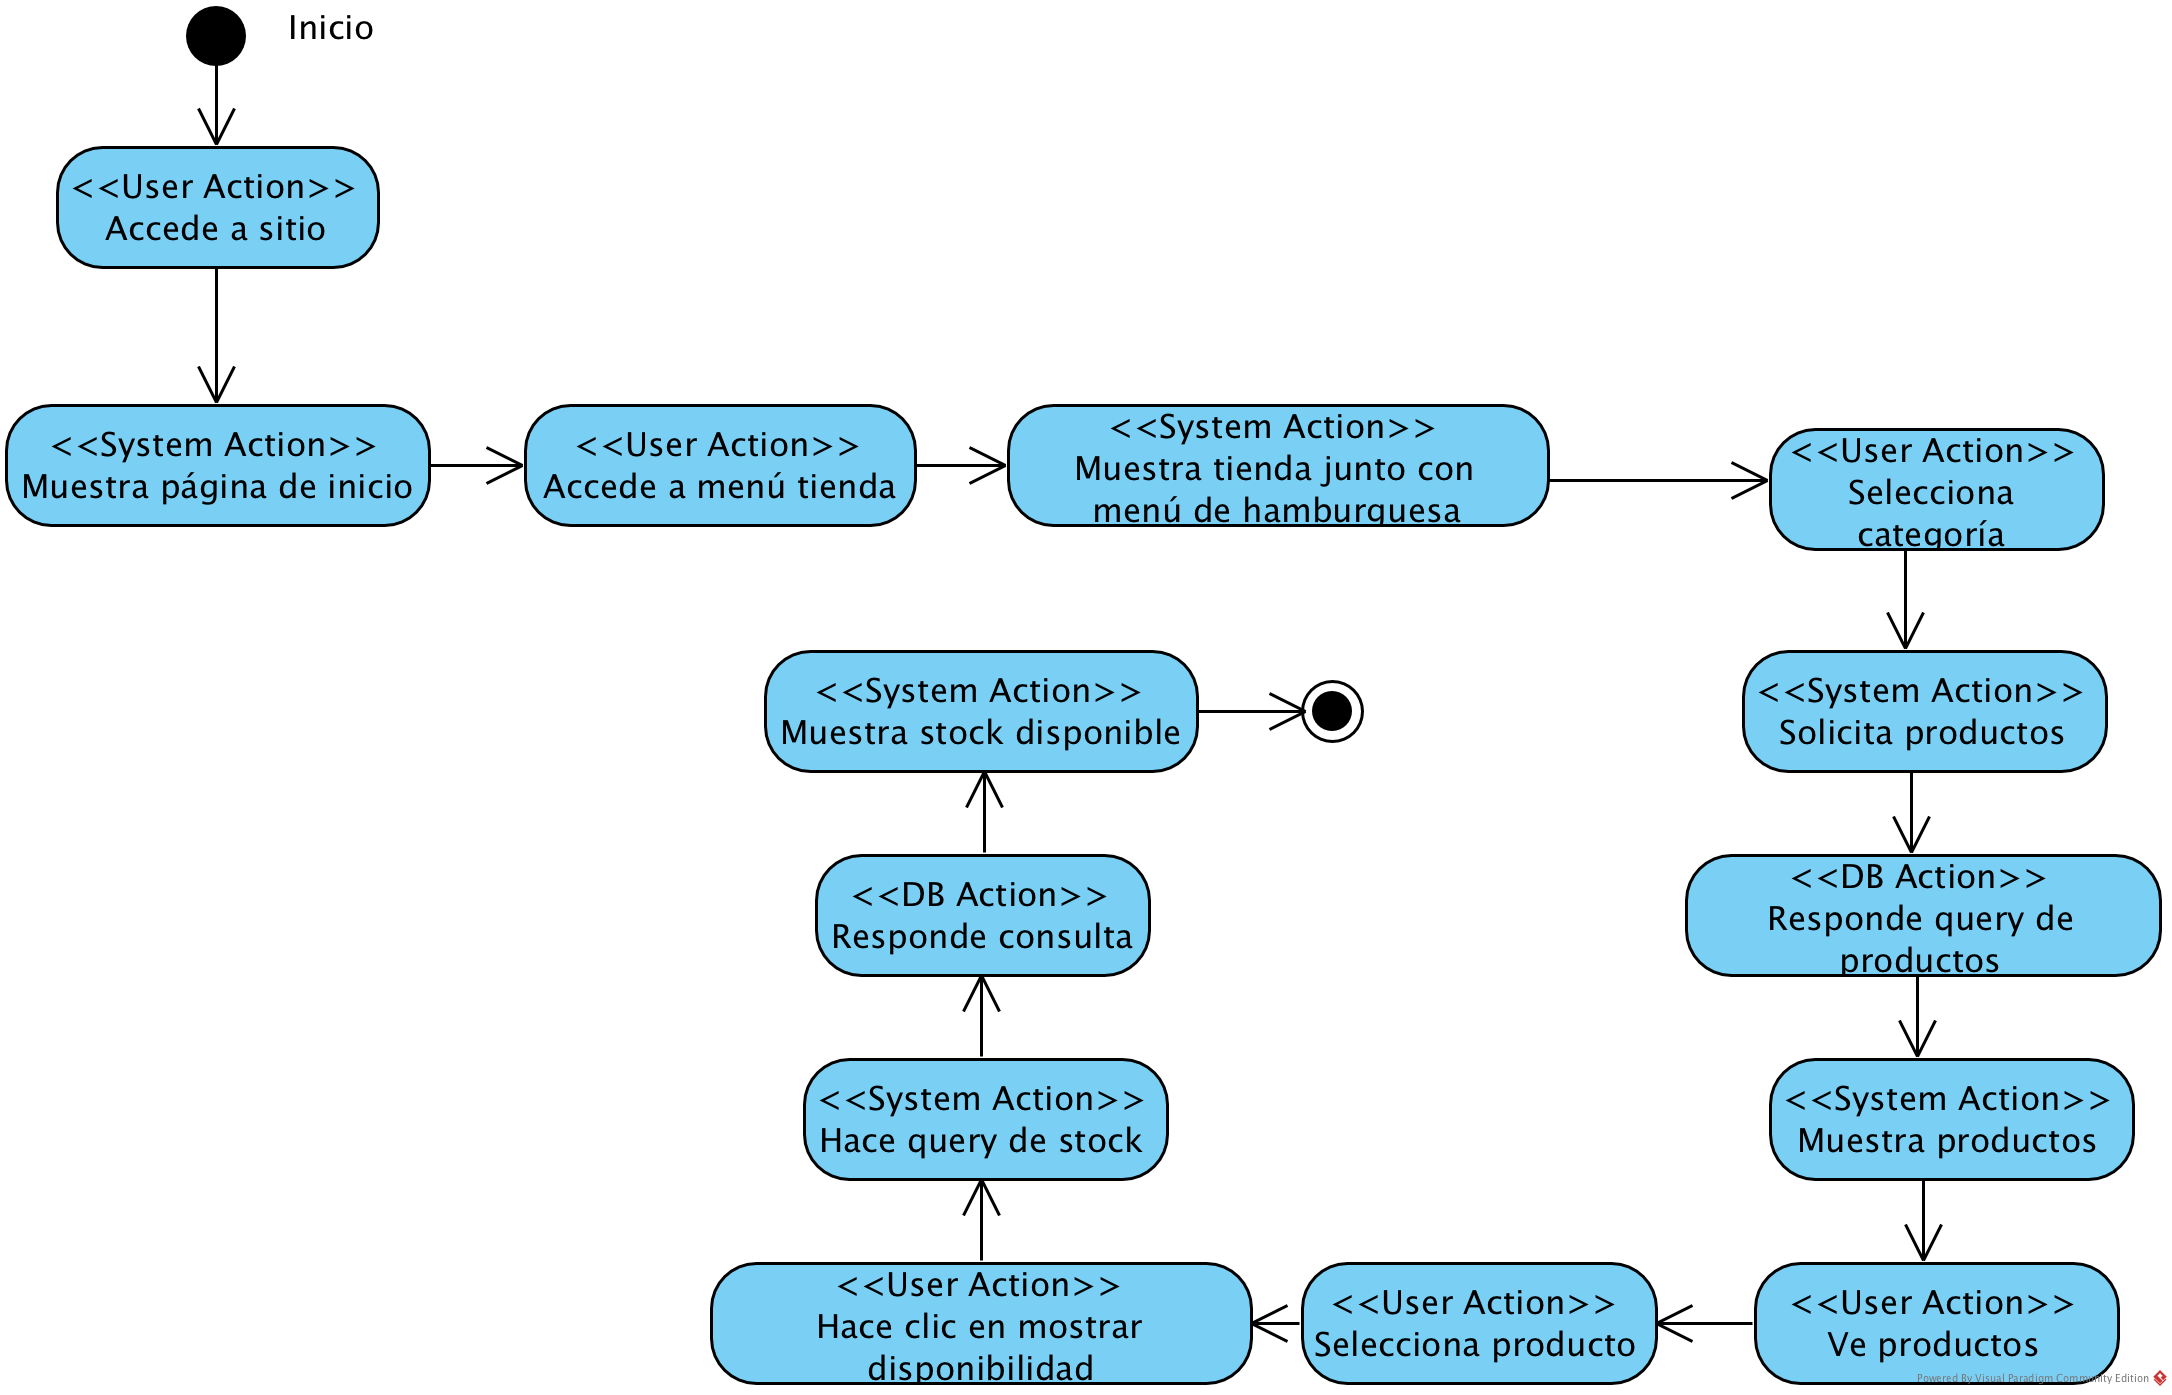 Inicio
<<User Action>>
Accede a sitio
<<System Action>>
Muestra página de inicio
<<User Action>>
Accede a menú tienda
<<System Action>>
Muestra tienda junto con
menú de hamburguesa
<<User Action>>
Selecciona
categoría
<<System Action>>
Solicita productos
<<DB Action>>
Responde query de
productos
<<System Action>>
Muestra productos
<<User Action>>
Ve productos
<<User Action>>
Selecciona producto
<<User Action>>
Hace clic en mostrar
disponibilidad
<<System Action>>
Hace query de stock
<<DB Action>>
Responde consulta
<<System Action>>
Muestra stock disponible
Powered By Visual Paradigm Community Edition